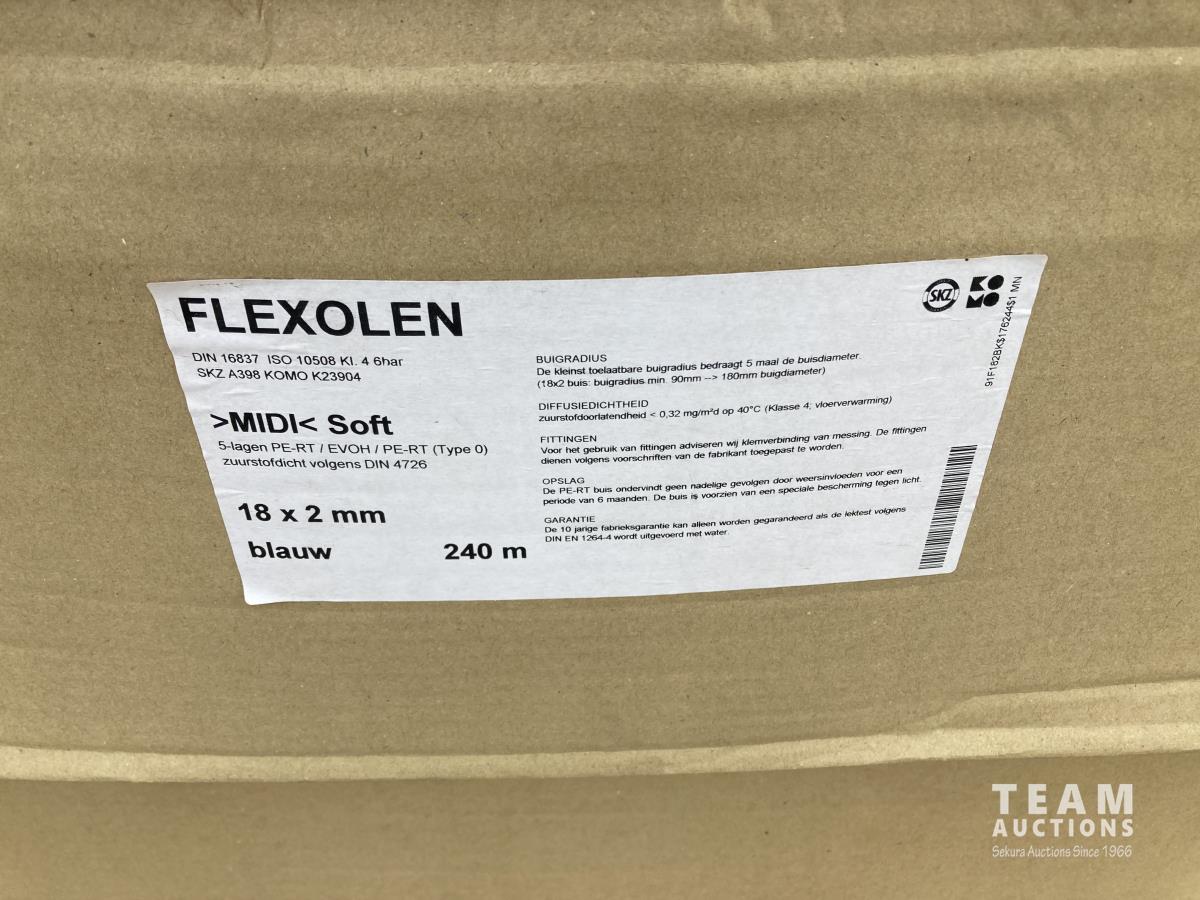 FLEXOLEN
DIN 16837 ISO 10508 Kl. 4 6bar
SKZ A398 KOMO K23904
>MIDI< Soft
5-lagen PE-RT / EVOH / PE-RT (Type 0)
zuurstofdicht volgens DIN 4726
18 x 2 mm
blauw 240 m
BUIGRADIUS
De kleinst toelaatbare buigradius bedraagt 5 maal de buisdiameter.
(18x2 buis: buigradius min. 90mm --> 180mm buigdiameter)
DIFFUSIEDICHTHEID
zuurstofdoorlatendheid < 0,32 mg/m²d op 40°C (Klasse 4; vloerverwarming)
FITTINGEN
Voor het gebruik van fittingen adviseren wij klemverbinding van messing. De fittingen
dienen volgens voorschriften van de fabrikant toegepast te worden.
OPSLAG
De PE-RT buis ondervindt geen nadelige gevolgen door weersinvloeden voor een
periode van 6 maanden. De buis is voorzien van een speciale bescherming tegen licht.
GARANTIE
De 10 jarige fabrieksgarantie kan alleen worden gegarandeerd als de lektest volgens
DIN EN 1264-4 wordt uitgevoerd met water.
SKZ
KOMO
91F182BK$176244$1 MN
TEAM
AUCTIONS
Sekura Auctions Since 1966